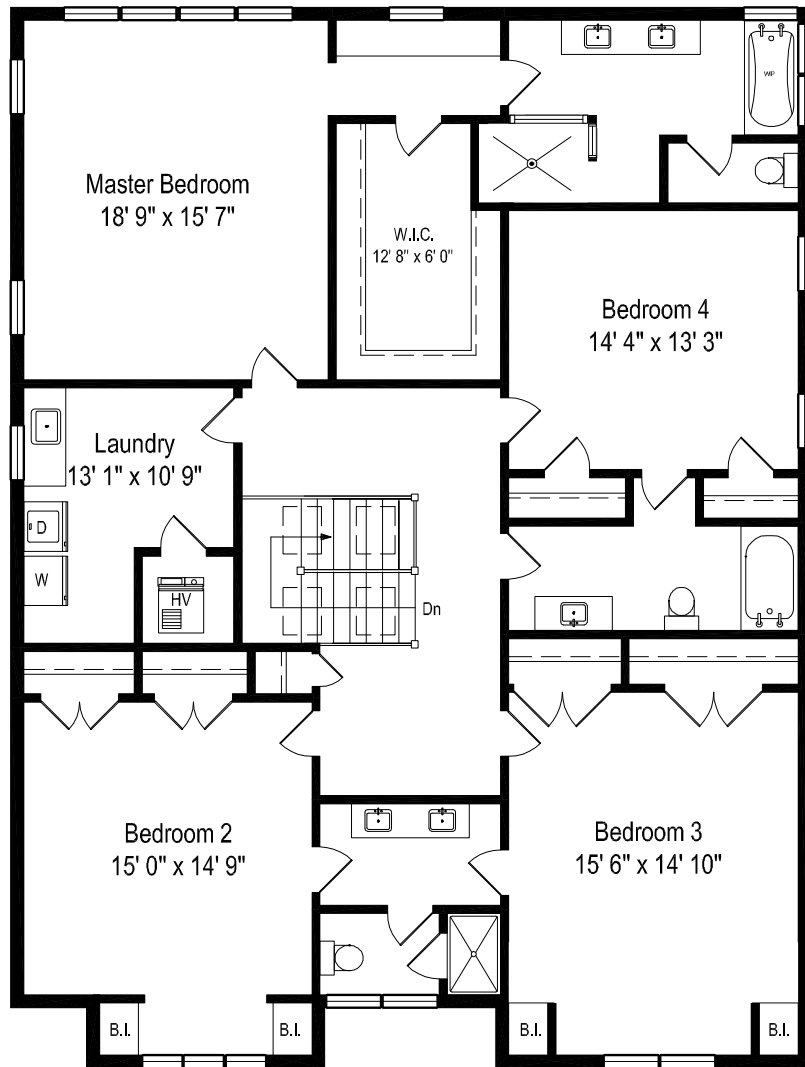 WP
Master Bedroom
18' 9" x 15' 7"
W.I.C.
12' 8" x 6' 0"
Bedroom 4
14' 4" x 13' 3"
Laundry
13' 1" x 10' 9"
D
W
HV
Dn
Bedroom 2
15' 0" x 14' 9"
Bedroom 3
15' 6" x 14' 10"
B.I.
B.I.
B.I.
B.I.